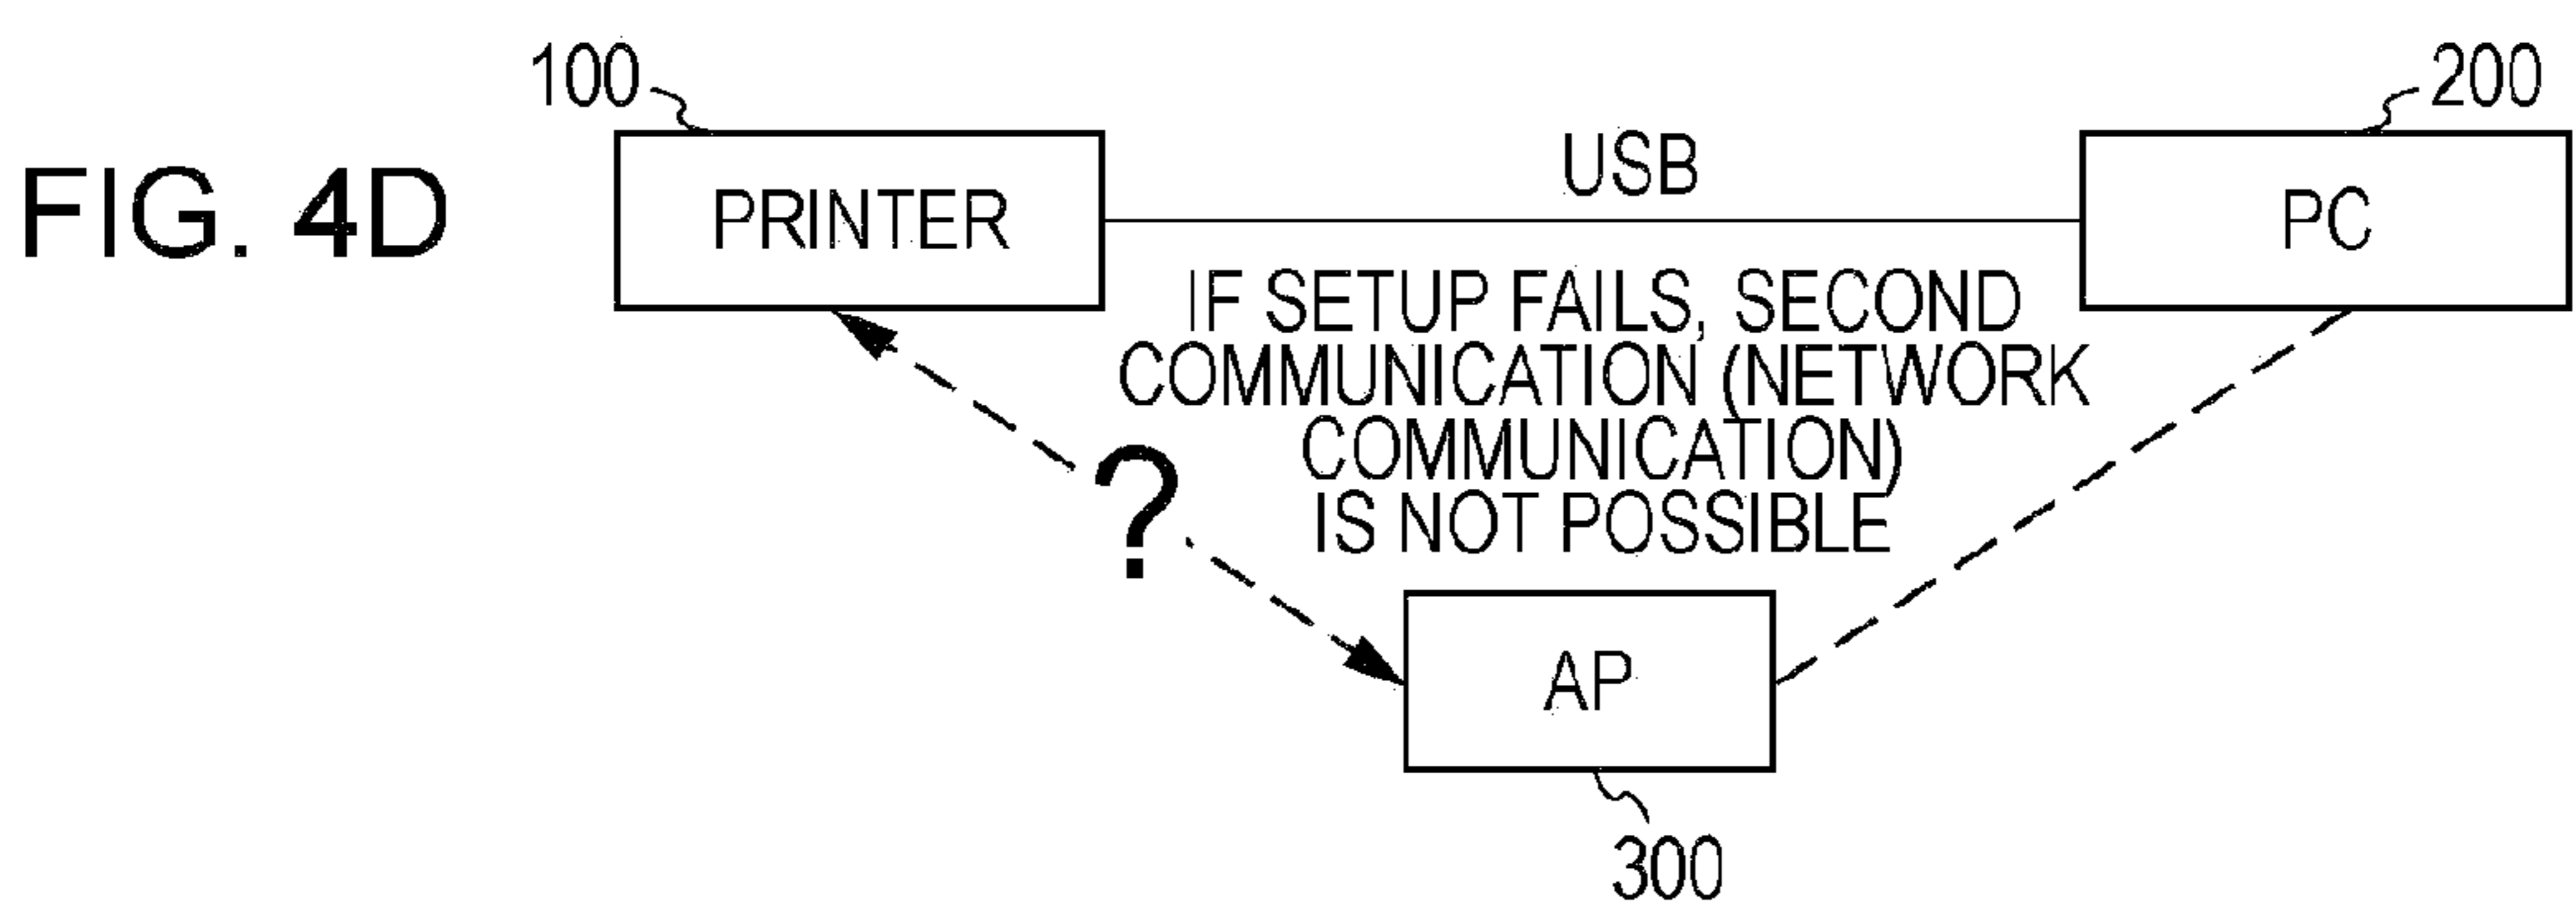 FIG. 4D
100
200
PRINTER
USB
PC
IF SETUP FAILS, SECOND
COMMUNICATION (NETWORK
COMMUNICATION)
IS NOT POSSIBLE
?
AP
300